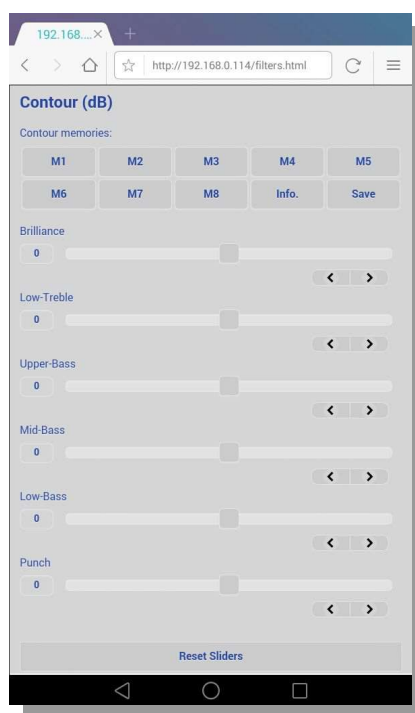 192.168....×
http://192.168.0.114/filters.html
Contour (dB)
Contour memories:
M1 M2 M3 M4 M5
M6 M7 M8 Info. Save
Brilliance
0
Low-Treble
0
Upper-Bass
0
Mid-Bass
0
Low-Bass
0
Punch
0
Reset Sliders